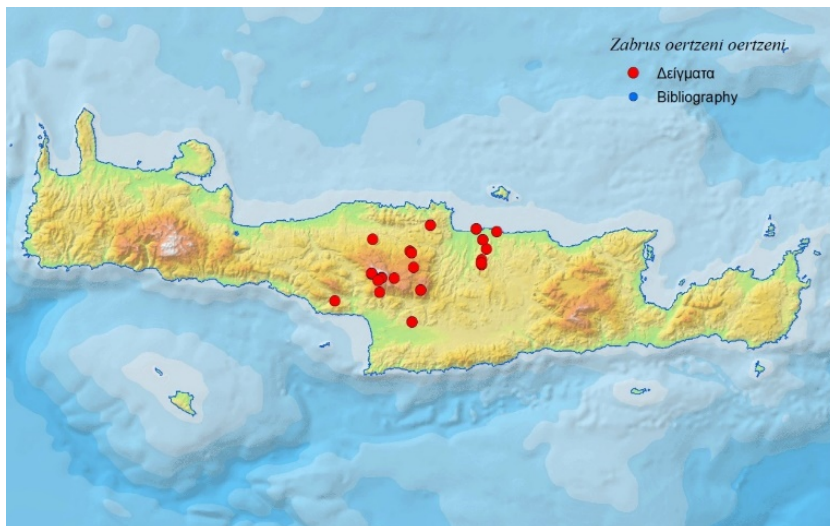 Zabrus oertzeni oertzeni
Δείγματα
Bibliography